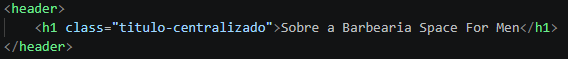 <header>
<h1 class="titulo-centralizado">Sobre a Barbearia Space For Men</h1>
</header>